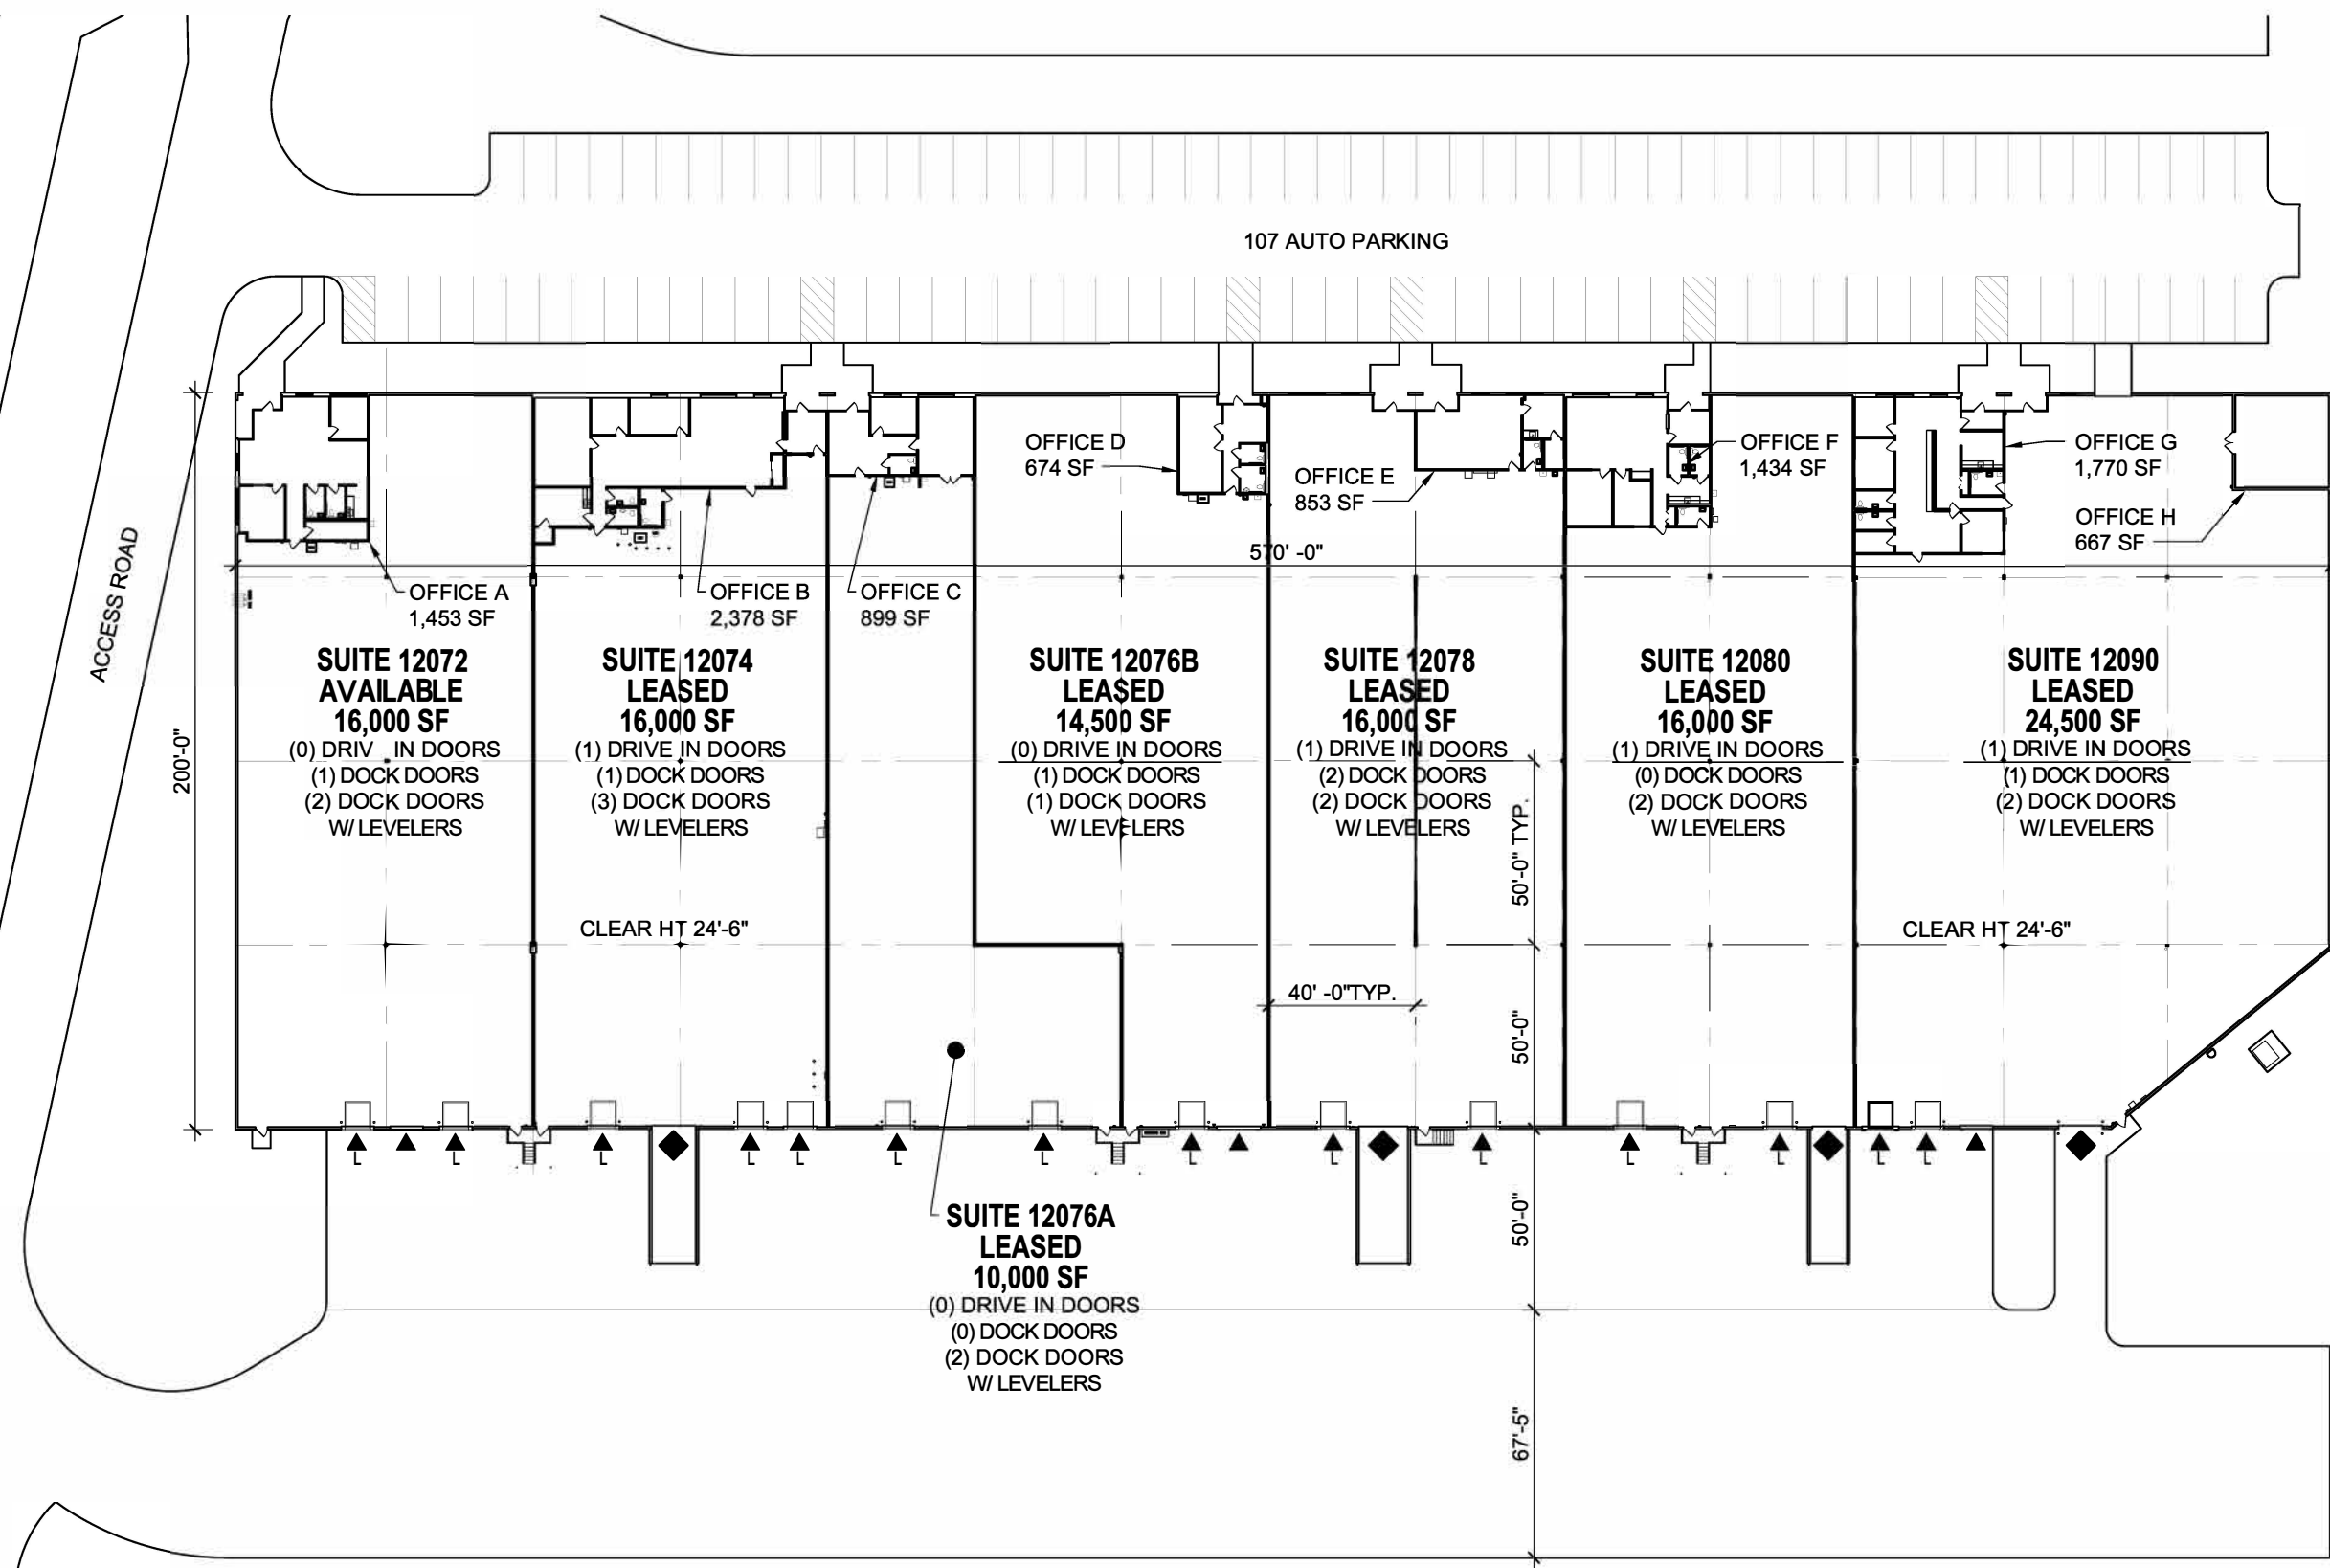 107 AUTO PARKING
ACCESS ROAD
200'-0"
570' -0"
OFFICE A
1,453 SF
OFFICE B
2,378 SF
OFFICE C
899 SF
OFFICE D
674 SF
OFFICE E
853 SF
OFFICE F
1,434 SF
OFFICE G
1,770 SF
OFFICE H
667 SF
SUITE 12072
AVAILABLE
16,000 SF
(0) DRIV IN DOORS
(1) DOCK DOORS
(2) DOCK DOORS
W/ LEVELERS
SUITE 12074
LEASED
16,000 SF
(1) DRIVE IN DOORS
(1) DOCK DOORS
(3) DOCK DOORS
W/ LEVELERS
SUITE 12076B
LEASED
14,500 SF
(0) DRIVE IN DOORS
(1) DOCK DOORS
(1) DOCK DOORS
W/ LEVELERS
SUITE 12078
LEASED
16,000 SF
(1) DRIVE IN DOORS
(2) DOCK DOORS
(2) DOCK DOORS
W/ LEVELERS
SUITE 12080
LEASED
16,000 SF
(1) DRIVE IN DOORS
(0) DOCK DOORS
(2) DOCK DOORS
W/ LEVELERS
SUITE 12090
LEASED
24,500 SF
(1) DRIVE IN DOORS
(1) DOCK DOORS
(2) DOCK DOORS
W/ LEVELERS
50'-0" TYP.
CLEAR HT 24'-6"
CLEAR HT 24'-6"
40' -0"TYP.
50'-0"
L
L
L
L
L
L
L
L
L
L
L
L
L
L
50'-0"
SUITE 12076A
LEASED
10,000 SF
(0) DRIVE IN DOORS
(0) DOCK DOORS
(2) DOCK DOORS
W/ LEVELERS
67'-5"